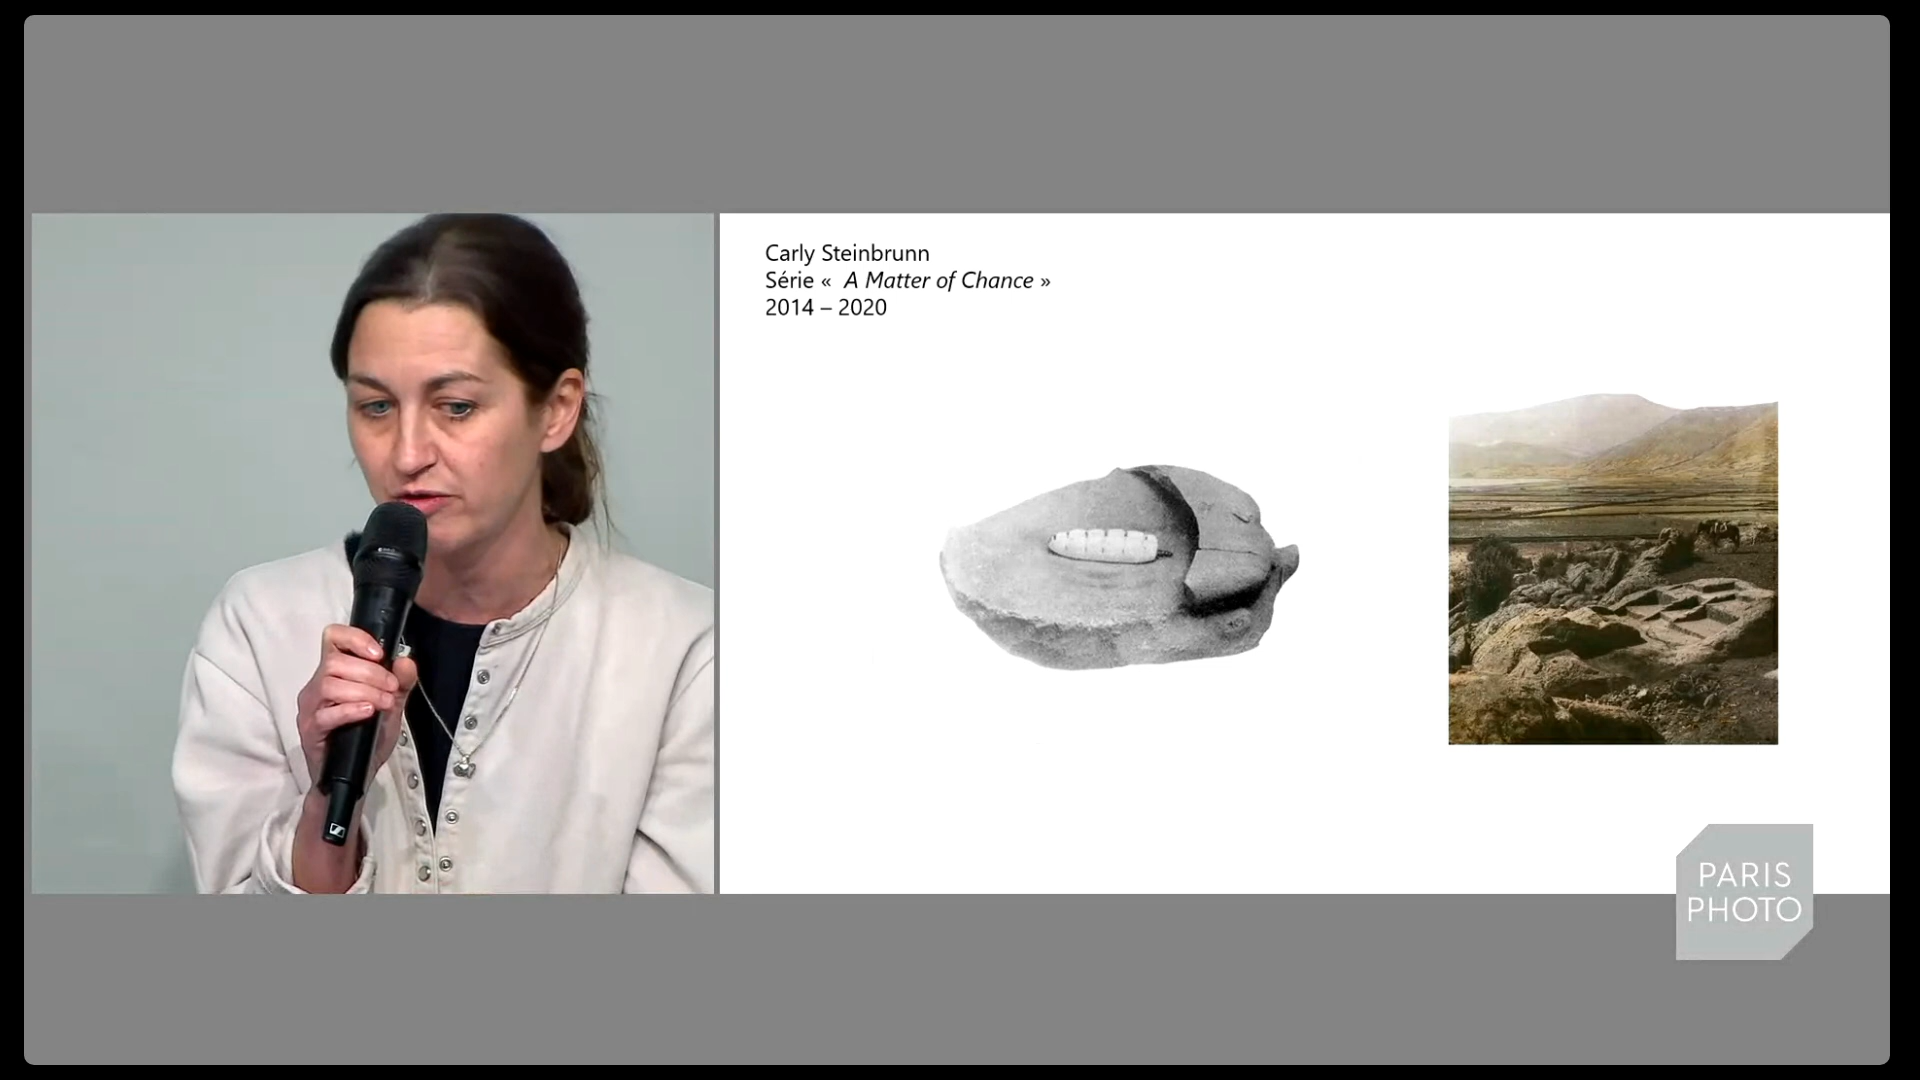 Carly Steinbrunn
Série « A Matter of Chance »
2014 – 2020
PARIS
PHOTO